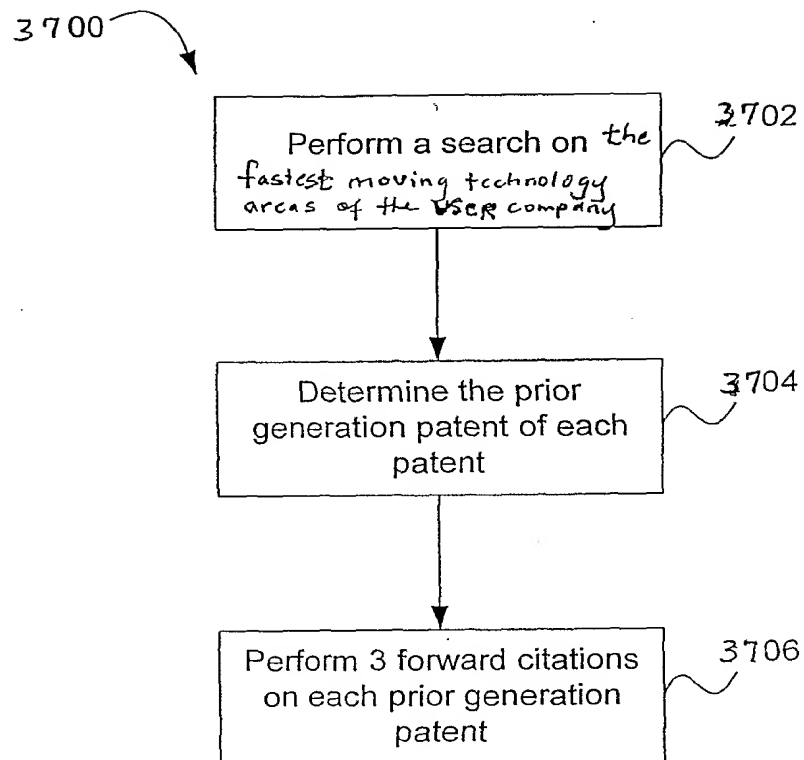 3700
3702
Perform a search on the
fastest moving technology
areas of the user company
3704
Determine the prior
generation patent of each
patent
3706
Perform 3 forward citations
on each prior generation
patent